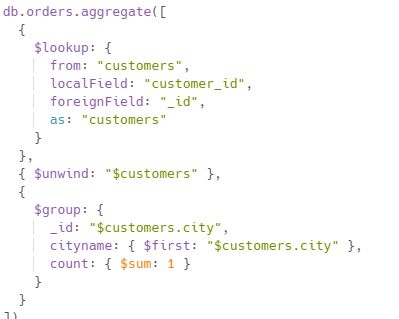 db.orders.aggregate([
{
$lookup: {
from: "customers",
localField: "customer_id",
foreignField: "_id",
as: "customers"
}
},
{ $unwind: "$customers" },
{
$group: {
_id: "$customers.city",
cityname: { $first: "$customers.city" },
count: { $sum: 1 }
}
}
])